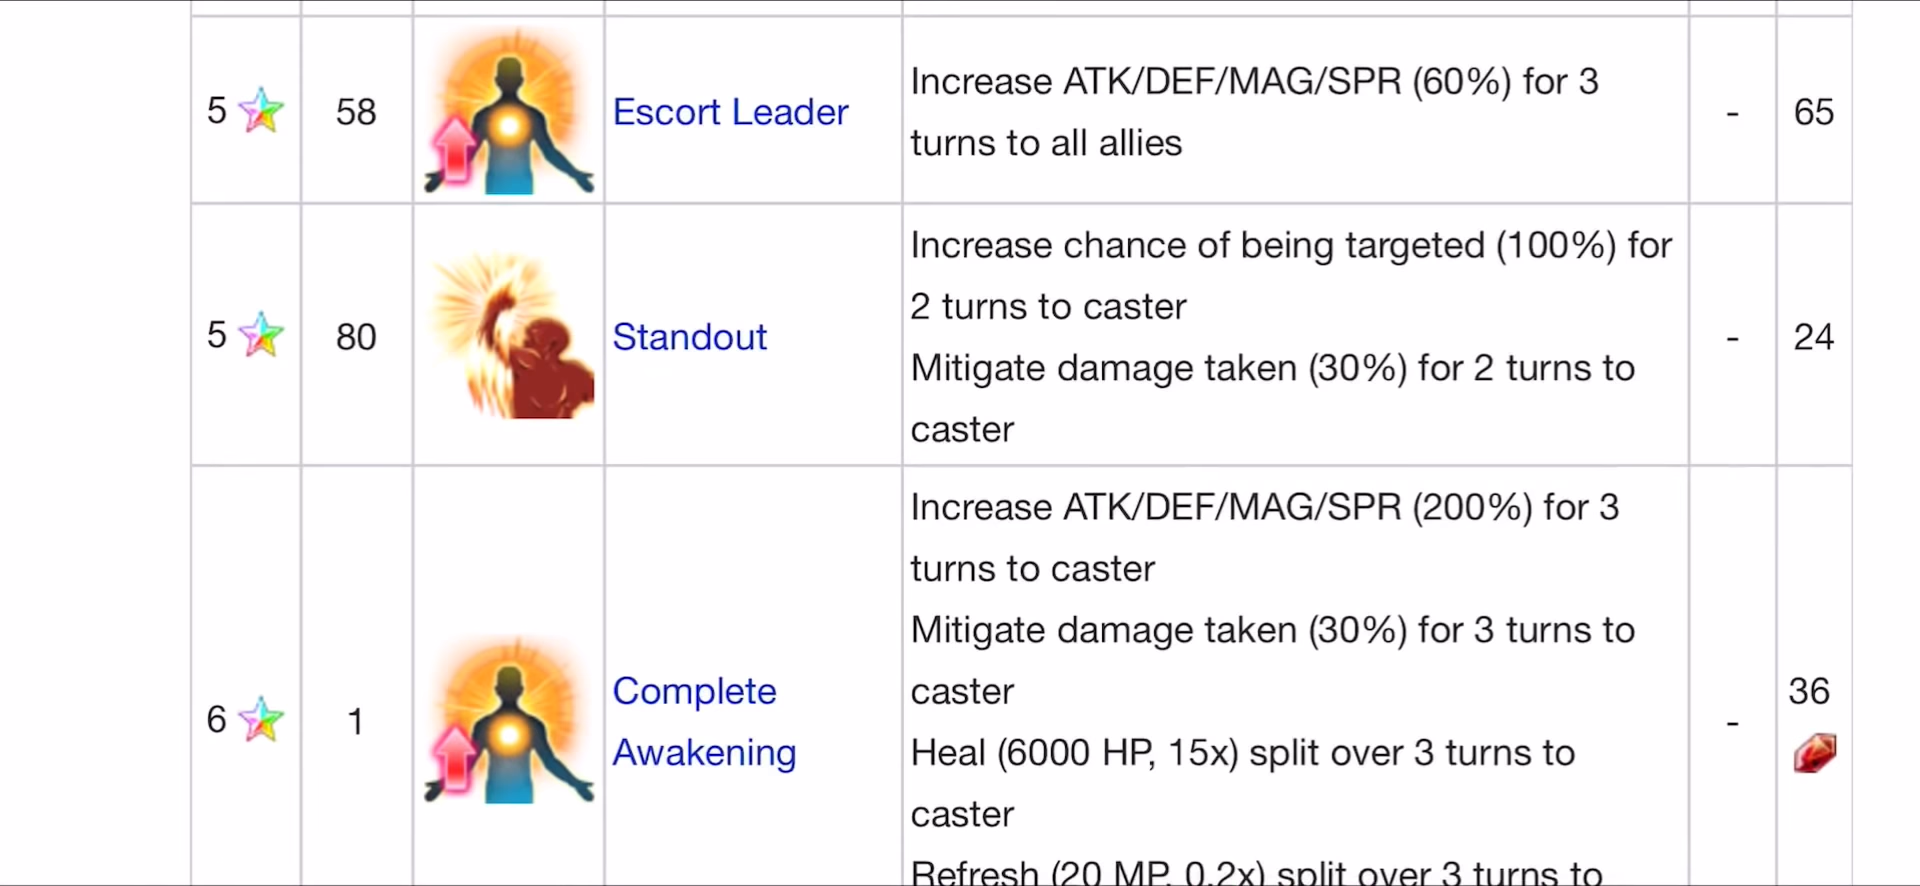 5
58
Escort Leader
Increase ATK/DEF/MAG/SPR (60%) for 3
turns to all allies
-
65
5
80
Standout
Increase chance of being targeted (100%) for
2 turns to caster
Mitigate damage taken (30%) for 2 turns to
caster
-
24
6
1
Complete
Awakening
Increase ATK/DEF/MAG/SPR (200%) for 3
turns to caster
Mitigate damage taken (30%) for 3 turns to
caster
Heal (6000 HP, 15x) split over 3 turns to
caster
Refresh (20 MP, 0.2x) split over 3 turns to
-
36